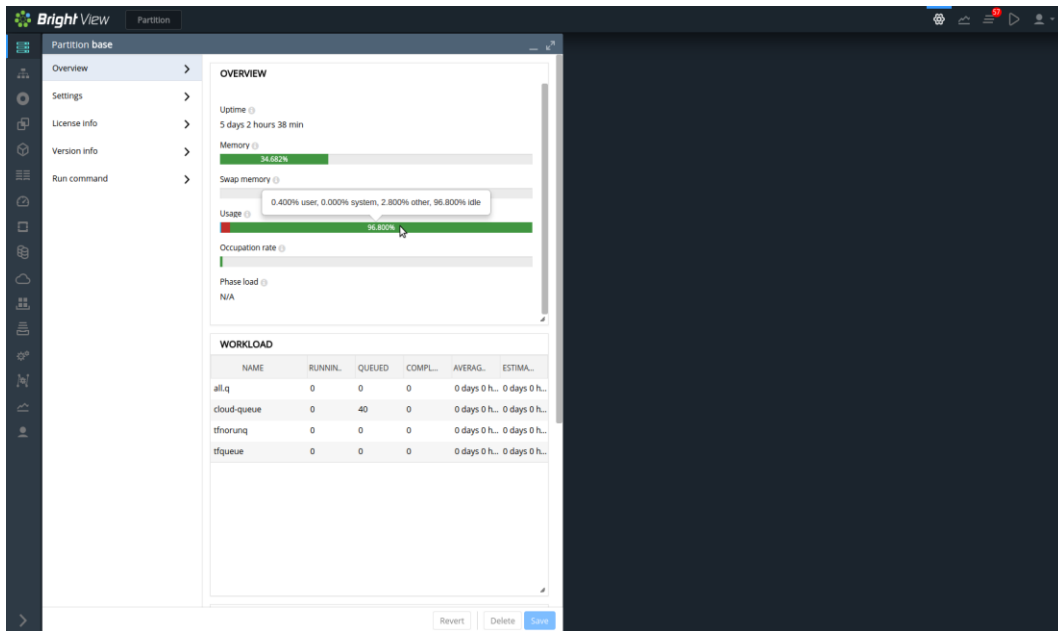 Bright View Partition 57
Partition base
Overview
Settings
License info
Version info
Run command
OVERVIEW
Uptime
5 days 2 hours 38 min
Memory
34.682%
Swap memory
0.400% user, 0.000% system, 2.800% other, 96.800% idle
Usage
96.800%
Occupation rate
Phase load
N/A
WORKLOAD
NAME RUNNIN.. QUEUED COMPL... AVERAG.. ESTIMA...
all.q 0 0 0 0 days 0 h... 0 days 0 h...
cloud-queue 0 40 0 0 days 0 h... 0 days 0 h...
tfnorunq 0 0 0 0 days 0 h... 0 days 0 h...
tfqueue 0 0 0 0 days 0 h... 0 days 0 h...
Revert Delete Save